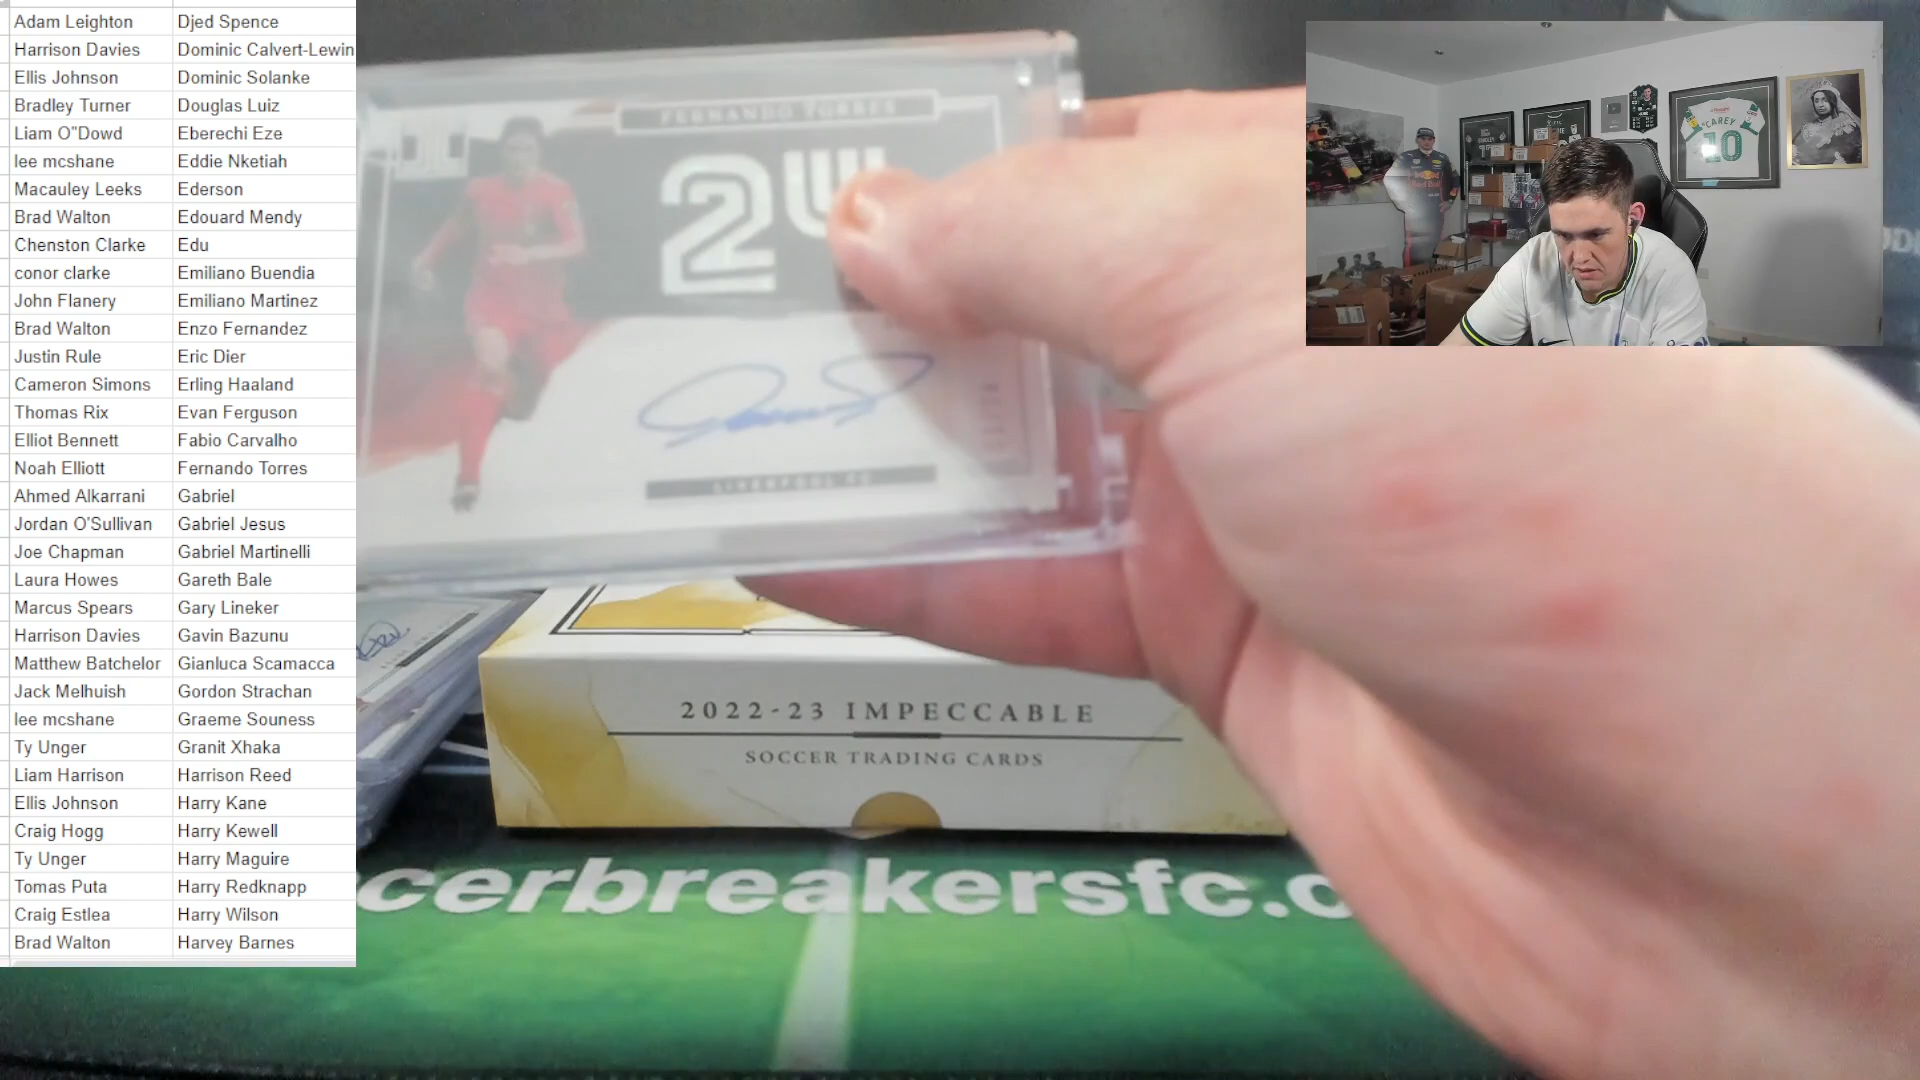 Adam Leighton Djed Spence
Harrison Davies Dominic Calvert-Lewin
Ellis Johnson Dominic Solanke
Bradley Turner Douglas Luiz
Liam O"Dowd Eberechi Eze
lee mcshane Eddie Nketiah
Macauley Leeks Ederson
Brad Walton Edouard Mendy
Chenston Clarke Edu
conor clarke Emiliano Buendia
John Flanery Emiliano Martinez
Brad Walton Enzo Fernandez
Justin Rule Eric Dier
Cameron Simons Erling Haaland
Thomas Rix Evan Ferguson
Elliot Bennett Fabio Carvalho
Noah Elliott Fernando Torres
Ahmed Alkarrani Gabriel
Jordan O'Sullivan Gabriel Jesus
Joe Chapman Gabriel Martinelli
Laura Howes Gareth Bale
Marcus Spears Gary Lineker
Harrison Davies Gavin Bazunu
Matthew Batchelor Gianluca Scamacca
Jack Melhuish Gordon Strachan
lee mcshane Graeme Souness
Ty Unger Granit Xhaka
Liam Harrison Harrison Reed
Ellis Johnson Harry Kane
Craig Hogg Harry Kewell
Ty Unger Harry Maguire
Tomas Puta Harry Redknapp
Craig Estlea Harry Wilson
Brad Walton Harvey Barnes
FERNANDO TORRES
LIVERPOOL FC
2022-23 IMPECCABLE
SOCCER TRADING CARDS
cerbreakersfc.c
CAREY
10